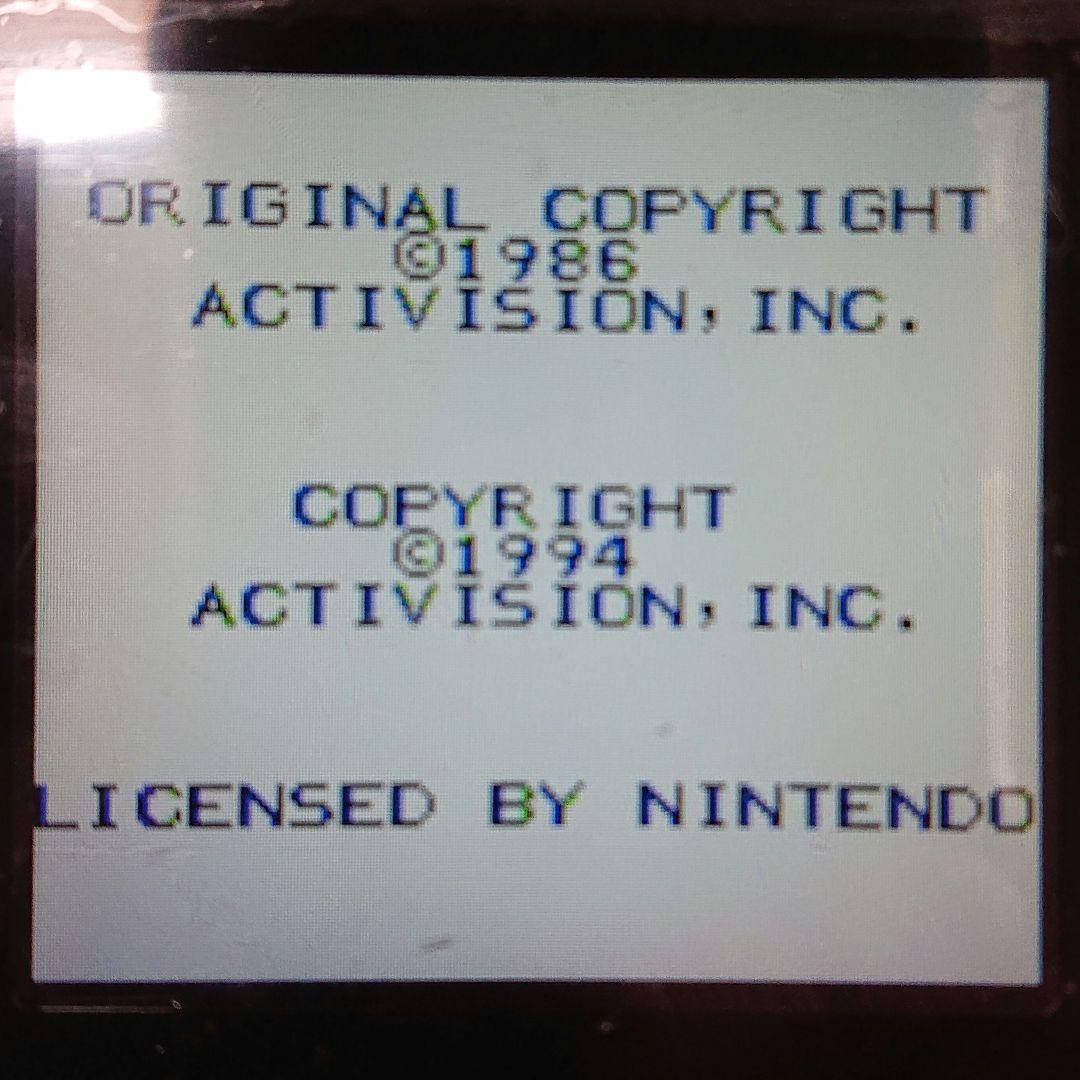 ORIGINAL COPYRIGHT
©1986
ACTIVISION, INC.
COPYRIGHT
©1994
ACTIVISION, INC.
LICENSED BY NINTENDO